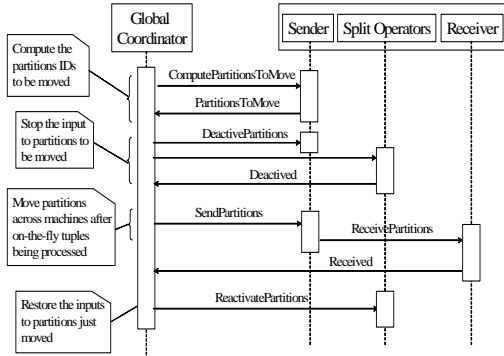 Global
Coordinator
Sender
Split Operators
Receiver
Compute the
partitions IDs
to be moved
ComputePartitionsToMove
PartitionsToMove
Stop the input
to partitions to
be moved
DeactivePartitions
Deactived
Move partitions
across machines after
on-the-fly tuples
being processed
SendPartitions
ReceivePartitions
Received
Restore the inputs
to partitions just
moved
ReactivatePartitions